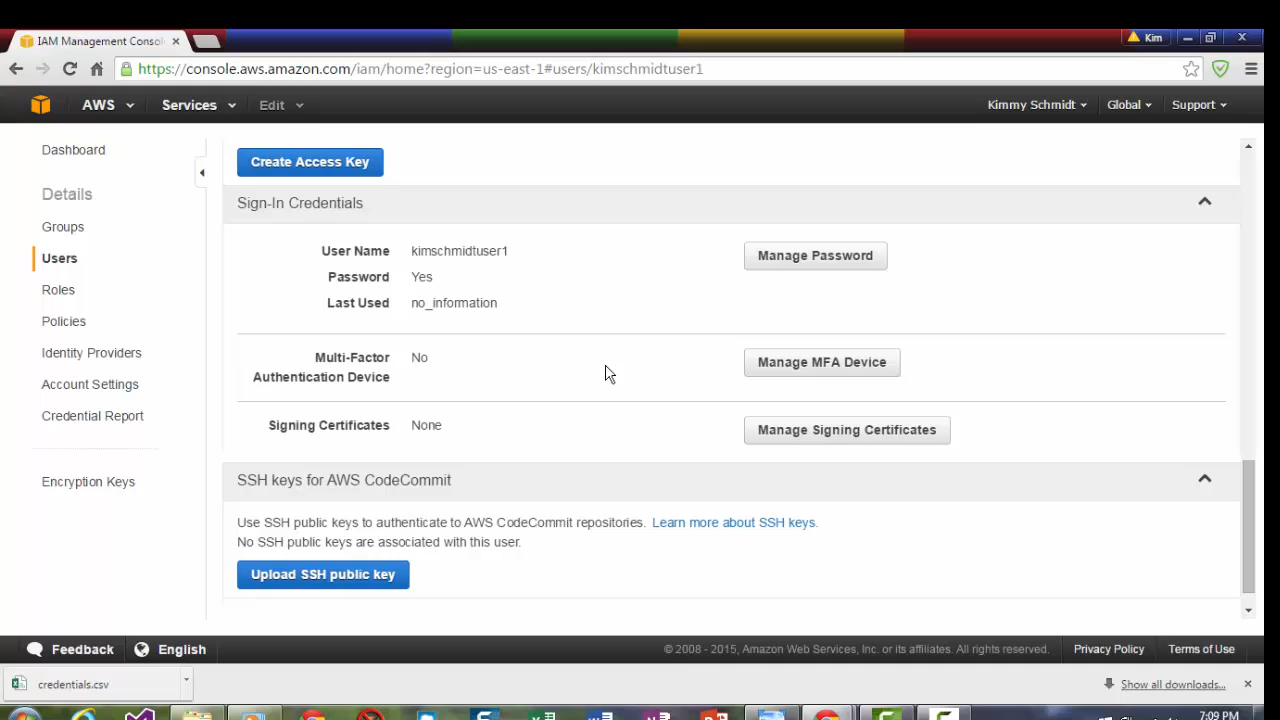 IAM Management Consol
Kim
https://console.aws.amazon.com/iam/home?region=us-east-1#users/kimschmidtuser1
AWS Services Edit Kimmy Schmidt Global Support
Dashboard
Details
Groups
Users
Roles
Policies
Identity Providers
Account Settings
Credential Report
Encryption Keys
Create Access Key
Sign-In Credentials
User Name kimschmidtuser1 Manage Password
Password Yes
Last Used no_information
Multi-Factor No Manage MFA Device
Authentication Device
Signing Certificates None Manage Signing Certificates
SSH keys for AWS CodeCommit
Use SSH public keys to authenticate to AWS CodeCommit repositories. Learn more about SSH keys.
No SSH public keys are associated with this user.
Upload SSH public key
Feedback English © 2008 - 2015, Amazon Web Services, Inc. or its affiliates. All rights reserved. Privacy Policy Terms of Use
credentials.csv Show all downloads...
7:09 PM